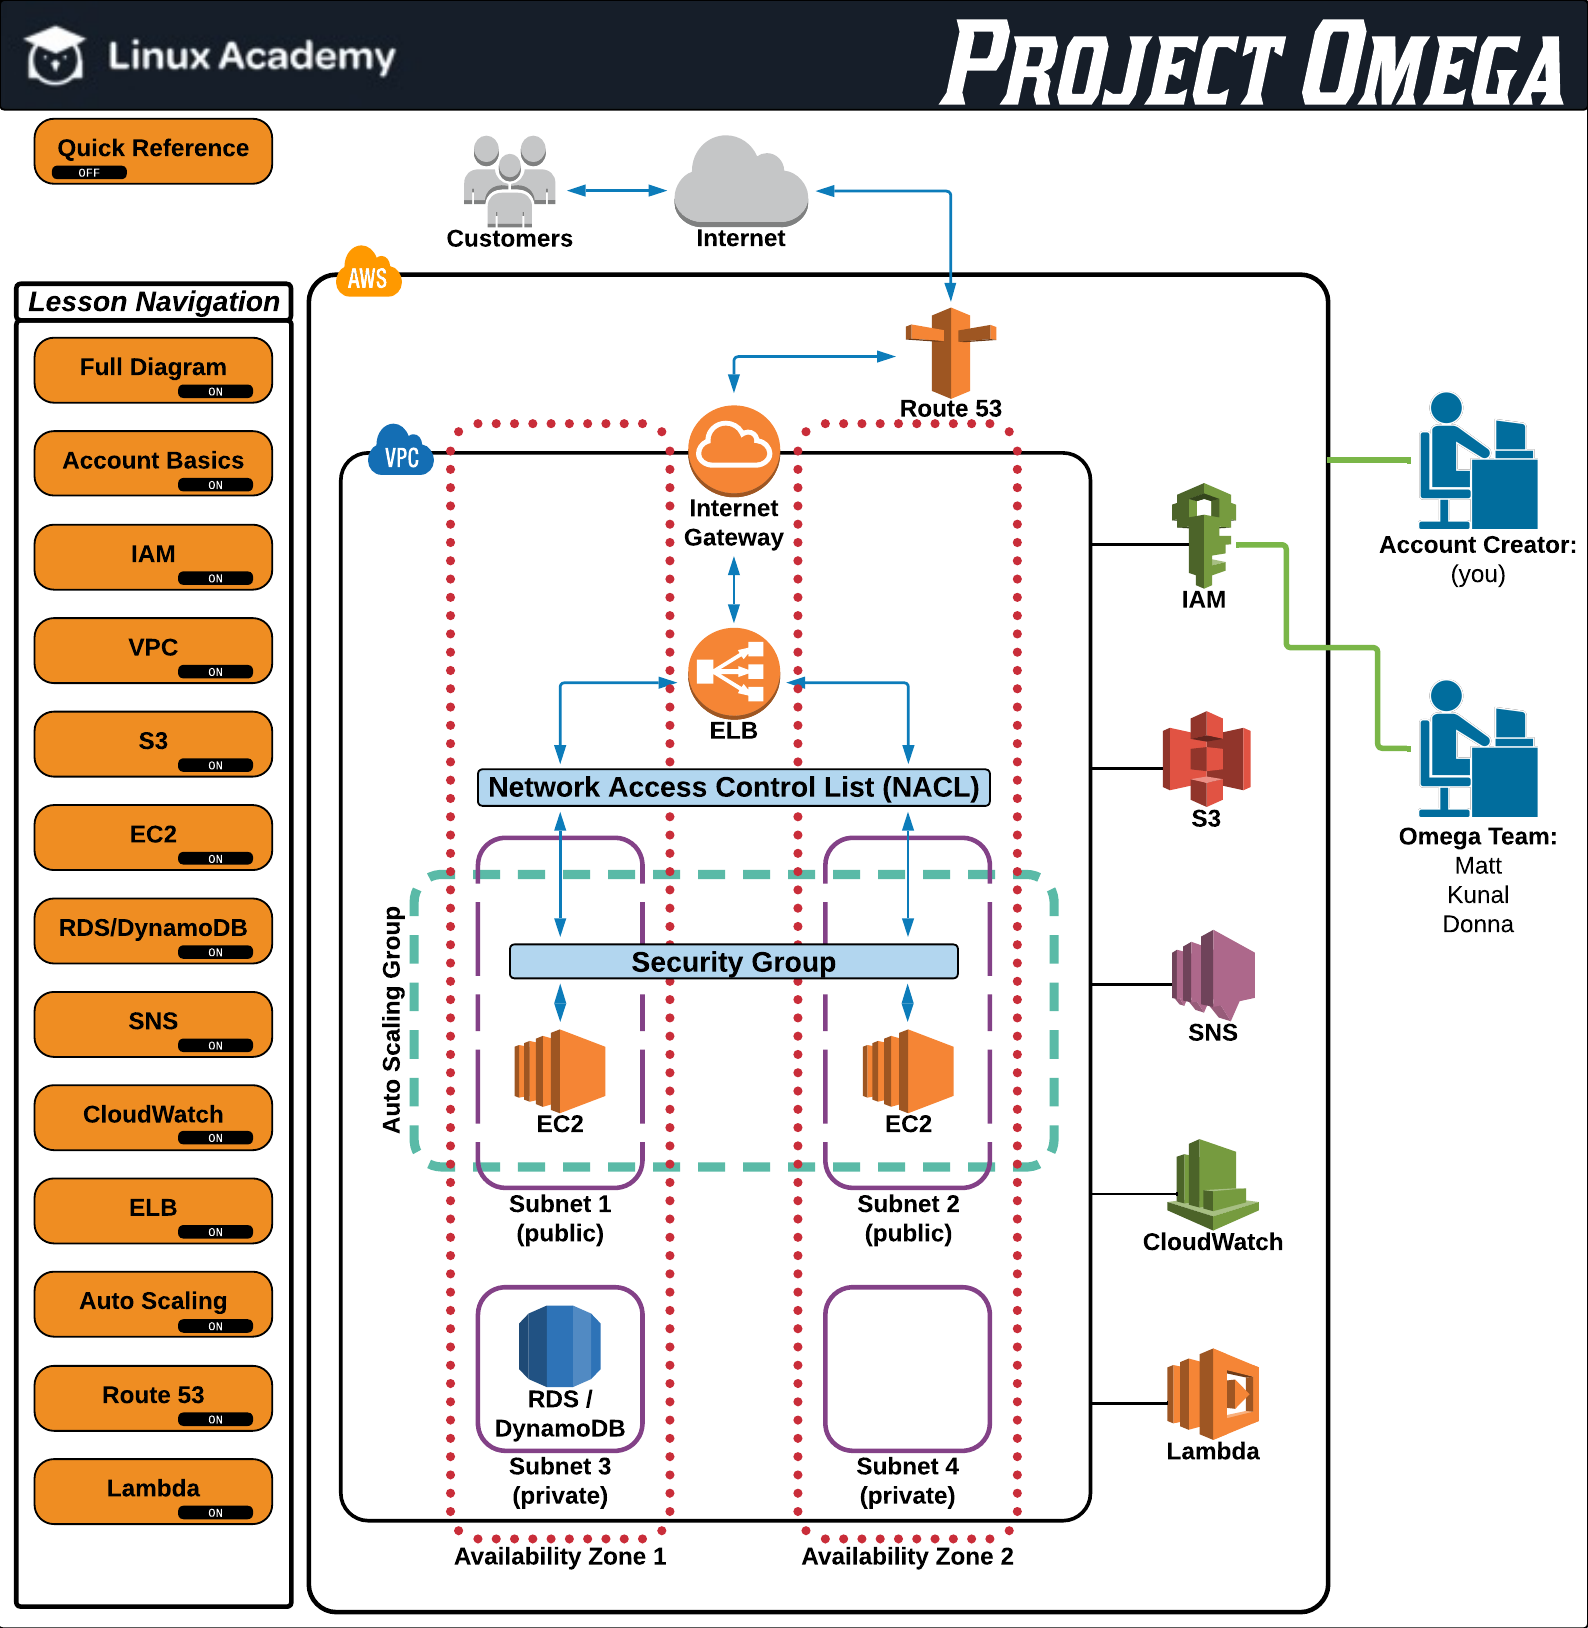 Linux Academy
PROJECT OMEGA
Quick Reference
OFF
Customers
Internet
AWS
Lesson Navigation
Full Diagram
ON
Account Basics
ON
IAM
ON
VPC
ON
S3
ON
EC2
ON
RDS/DynamoDB
ON
SNS
ON
CloudWatch
ON
ELB
ON
Auto Scaling
ON
Route 53
ON
Lambda
ON
Route 53
VPC
Internet
Gateway
ELB
Network Access Control List (NACL)
Auto Scaling Group
Security Group
EC2
EC2
Subnet 1
(public)
Subnet 2
(public)
RDS /
DynamoDB
Subnet 3
(private)
Subnet 4
(private)
Availability Zone 1
Availability Zone 2
IAM
S3
SNS
CloudWatch
Lambda
Account Creator:
(you)
Omega Team:
Matt
Kunal
Donna